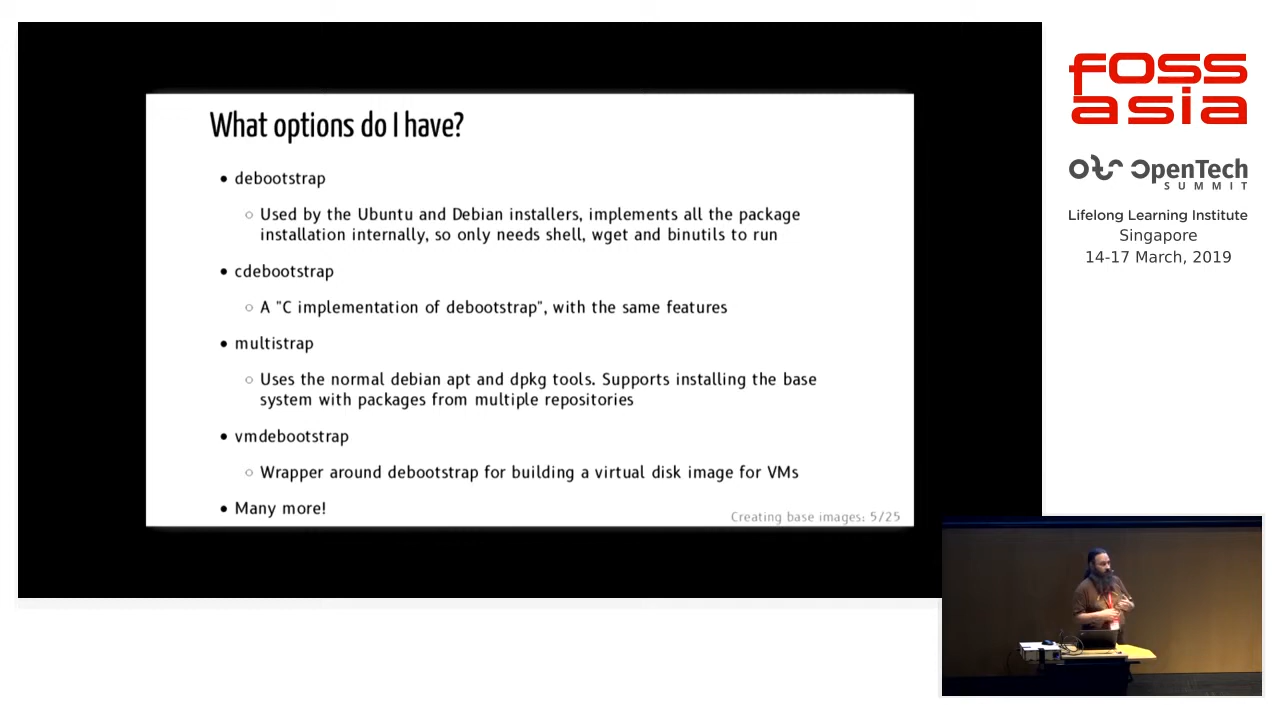 What options do I have?
• debootstrap
○ Used by the Ubuntu and Debian installers, implements all the package
installation internally, so only needs shell, wget and binutils to run
• cdebootstrap
○ A "C implementation of debootstrap", with the same features
• multistrap
○ Uses the normal debian apt and dpkg tools. Supports installing the base
system with packages from multiple repositories
• vmdebootstrap
○ Wrapper around debootstrap for building a virtual disk image for VMs
• Many more!
Creating base images: 5/25
FOSS
asia
OTS OpenTech
SUMMIT
Lifelong Learning Institute
Singapore
14-17 March, 2019